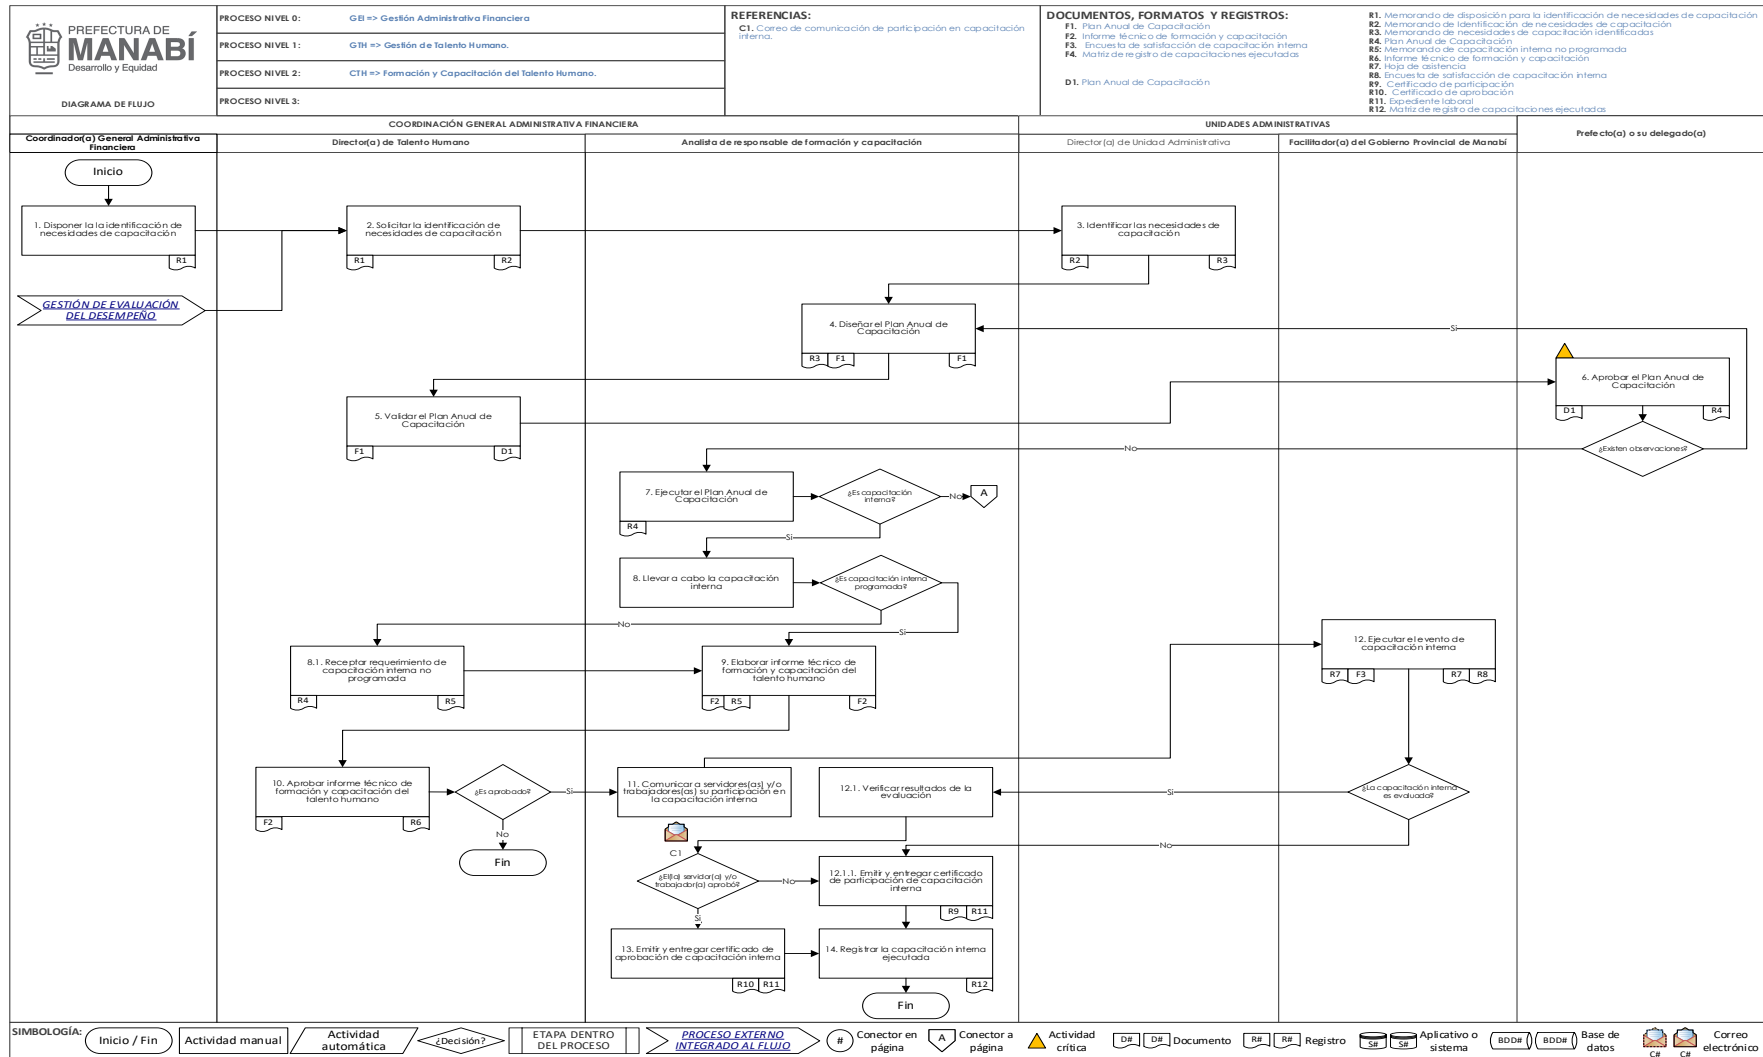 PREFECTURA DE
MANABÍ
Desarrollo y Equidad
DIAGRAMA DE FLUJO
PROCESO NIVEL 0: GEI => Gestión Administrativa Financiera
PROCESO NIVEL 1: GTH => Gestión de Talento Humano.
PROCESO NIVEL 2: CTH => Formación y Capacitación del Talento Humano.
PROCESO NIVEL 3:
REFERENCIAS:
C1. Correo de comunicación de participación en capacitación
interna.
DOCUMENTOS, FORMATOS Y REGISTROS:
F1. Plan Anual de Capacitación
F2. Informe técnico de formación y capacitación
F3. Encuesta de satisfacción de capacitación interna
F4. Matriz de registro de capacitaciones ejecutadas
D1. Plan Anual de Capacitación
R1. Memorando de disposición para la identificación de necesidades de capacitación
R2. Memorando de Identificación de necesidades de capacitación
R3. Memorando de necesidades de capacitación identificadas
R4. Plan Anual de Capacitación
R5: Memorando de capacitación interna no programada
R6. Informe técnico de formación y capacitación
R7. Hoja de asistencia
R8. Encuesta de satisfacción de capacitación interna
R9. Certificado de participación
R10. Certificado de aprobación
R11. Expediente laboral
R12. Matriz de registro de capacitaciones ejecutadas
COORDINACIÓN GENERAL ADMINISTRATIVA FINANCIERA
UNIDADES ADMINISTRATIVAS
Prefecto(a) o su delegado(a)
Coordinador(a) General Administrativa
Financiera
Director(a) de Talento Humano
Analista de responsable de formación y capacitación
Director(a) de Unidad Administrativa
Facilitador(a) del Gobierno Provincial de Manabí
Inicio
1. Disponer la la identificación de
necesidades de capacitación
R1
2. Solicitar la identificación de
necesidades de capacitación
R1 R2
3. Identificar las necesidades de
capacitación
R2 R3
GESTIÓN DE EVALUACIÓN
DEL DESEMPEÑO
4. Diseñar el Plan Anual de
Capacitación
R3 F1 F1
Si
6. Aprobar el Plan Anual de
Capacitación
D1 R4
5. Validar el Plan Anual de
Capacitación
F1 D1
¿Existen observaciones?
No
7. Ejecutar el Plan Anual de
Capacitación
R4
¿Es capacitación
interna?
No
A
Si
8. Llevar a cabo la capacitación
interna
¿Es capacitación interna
programada?
No
Si
8.1. Receptar requerimiento de
capacitación interna no
programada
R4 R5
9. Elaborar informe técnico de
formación y capacitación del
talento humano
F2 R5 F2
12. Ejecutar el evento de
capacitación interna
R7 F3 R7 R8
10. Aprobar informe técnico de
formación y capacitación del
talento humano
F2 R6
¿Es aprobado?
Si
No
Fin
11. Comunicar a servidores(as) y/o
trabajadores(as) su participación en
la capacitación interna
C1
12.1. Verificar resultados de la
evaluación
Si
¿La capacitación interna
es evaluada?
No
¿El(la) servidor(a) y/o
trabajador(a) aprobó?
No
Si
12.1.1. Emitir y entregar certificado
de participación de capacitación
interna
R9 R11
13. Emitir y entregar certificado de
aprobación de capacitación interna
R10 R11
14. Registrar la capacitación interna
ejecutada
R12
Fin
SIMBOLOGÍA:
Inicio / Fin
Actividad manual
Actividad
automática
¿Decisión?
ETAPA DENTRO
DEL PROCESO
PROCESO EXTERNO
INTEGRADO AL FLUJO
# Conector en
página
A Conector a
página
Actividad
crítica
D# D# Documento
R# R# Registro
S# S# Aplicativo o
sistema
BDD# BDD# Base de
datos
C# C# Correo
electrónico